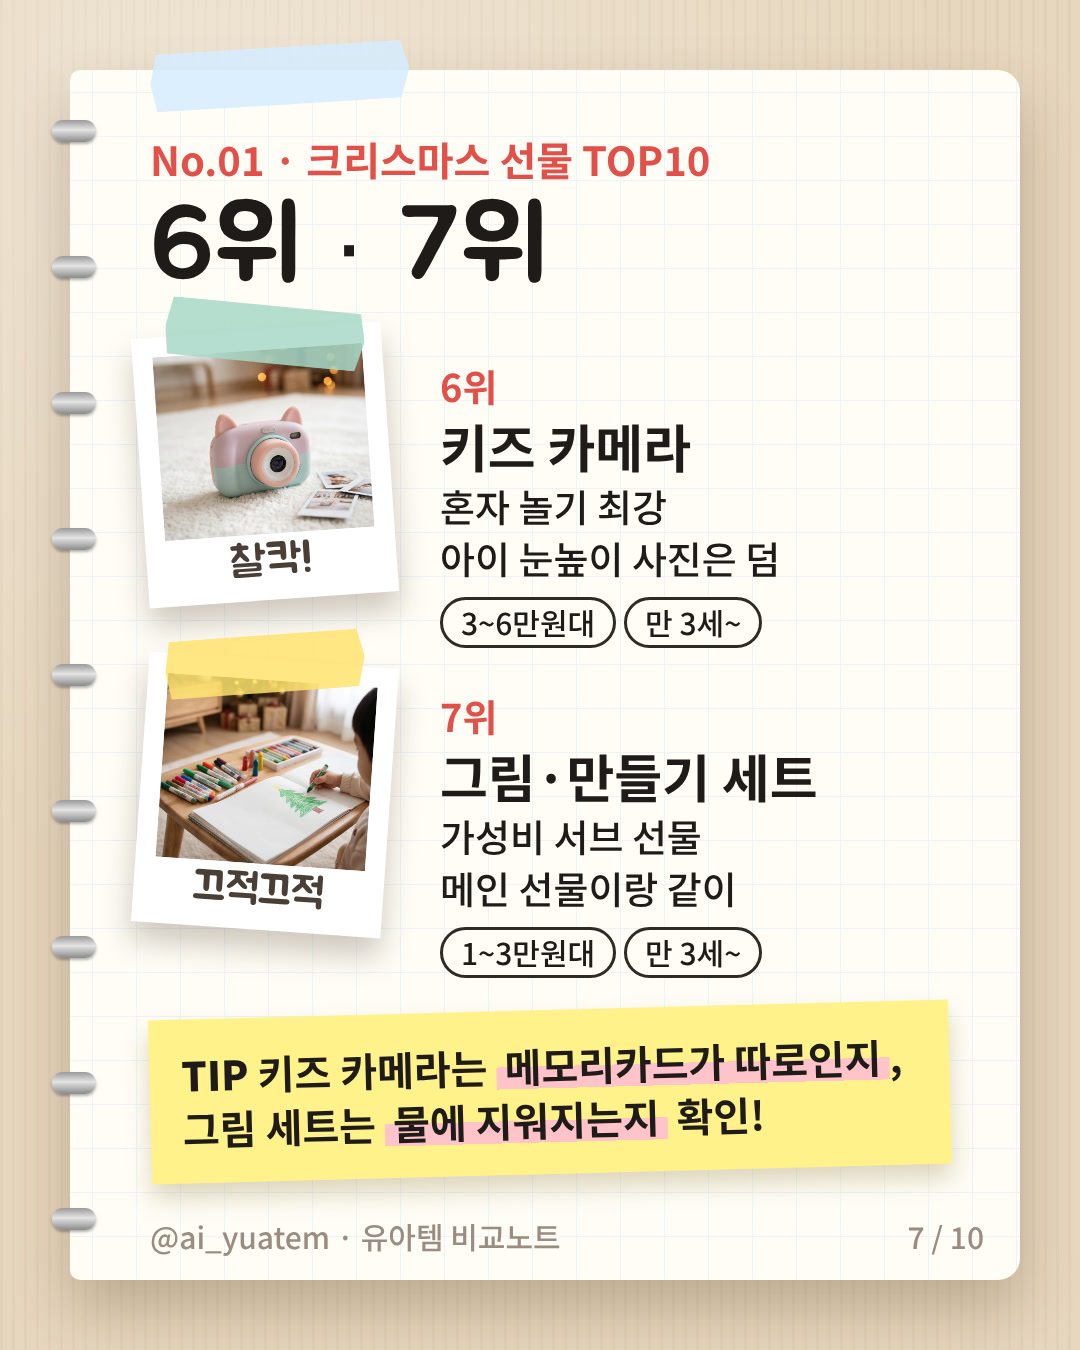 No.01 · 크리스마스 선물 TOP10
6위 · 7위
찰칵!
6위
키즈 카메라
혼자 놀기 최강
아이 눈높이 사진은 덤
3~6만원대 만 3세~
끄적끄적
7위
그림·만들기 세트
가성비 서브 선물
메인 선물이랑 같이
1~3만원대 만 3세~
TIP 키즈 카메라는 메모리카드가 따로인지,
그림 세트는 물에 지워지는지 확인!
@ai_yuatem · 유아템 비교노트
7 / 10